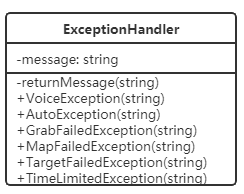 ExceptionHandler
-message: string
-returnMessage(string)
+VoiceException(string)
+AutoException(string)
+GrabFailedException(string)
+MapFailedException(string)
+TargetFailedException(string)
+TimeLimitedException(string)